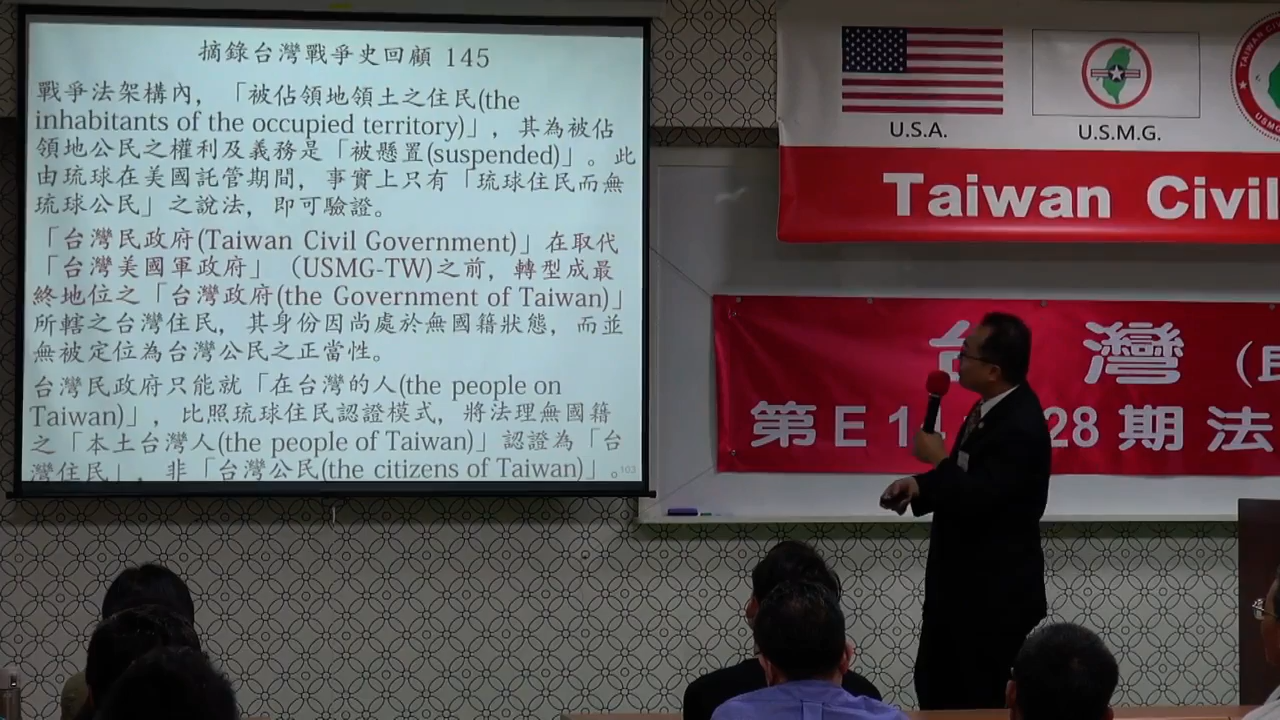 摘錄台灣戰爭史回顧 145
戰爭法架構內，「被佔領地領土之住民(the
inhabitants of the occupied territory)」，其為被佔
領地公民之權利及義務是「被懸置(suspended)」。此
由琉球在美國託管期間，事實上只有「琉球住民而無
琉球公民」之說法，即可驗證。
「台灣民政府(Taiwan Civil Government)」在取代
「台灣美國軍政府」（USMG-TW)之前，轉型成最
終地位之「台灣政府(the Government of Taiwan)」
所轄之台灣住民，其身份因尚處於無國籍狀態，而並
無被定位為台灣公民之正當性。
台灣民政府只能就「在台灣的人(the people on
Taiwan)」，比照琉球住民認證模式，將法理無國籍
之「本土台灣人(the people of Taiwan)」認證為「台
灣住民」，非「台灣公民(the citizens of Taiwan)」。
103
U.S.A.
U.S.M.G.
Taiwan Civil
台灣（
第E1 28期法